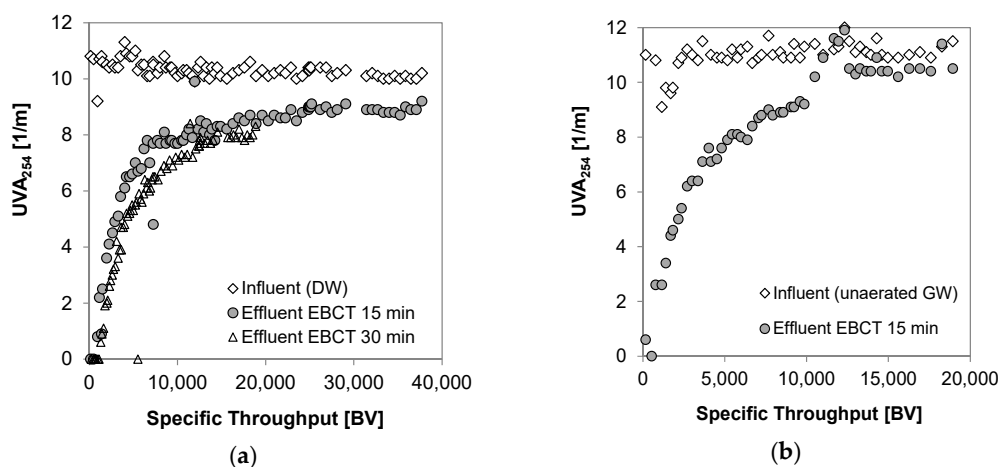 12
10
8
6
4
2
0
UVA254 [1/m]
Influent (DW)
Effluent EBCT 15 min
Effluent EBCT 30 min
0
10,000
20,000
30,000
40,000
Specific Throughput [BV]
(a)
12
10
8
6
4
2
0
UVA254 [1/m]
Influent (unaerated GW)
Effluent EBCT 15 min
0
5,000
10,000
15,000
20,000
Specific Throughput [BV]
(b)